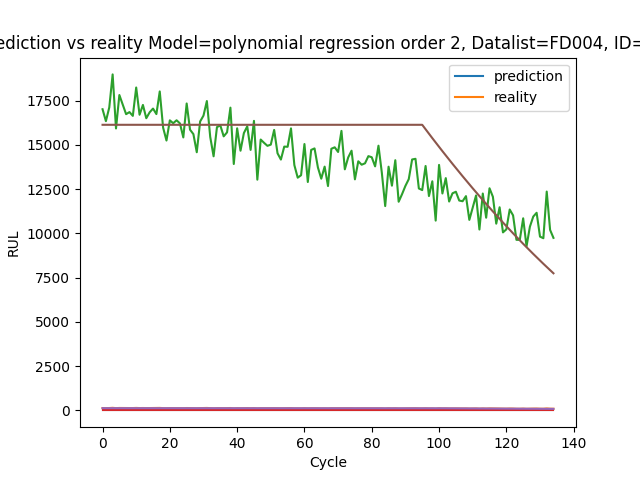 ediction vs reality Model=polynomial regression order 2, Datalist=FD004, ID=
prediction
reality
17500
15000
12500
10000
7500
5000
2500
0
RUL
0 20 40 60 80 100 120 140
Cycle